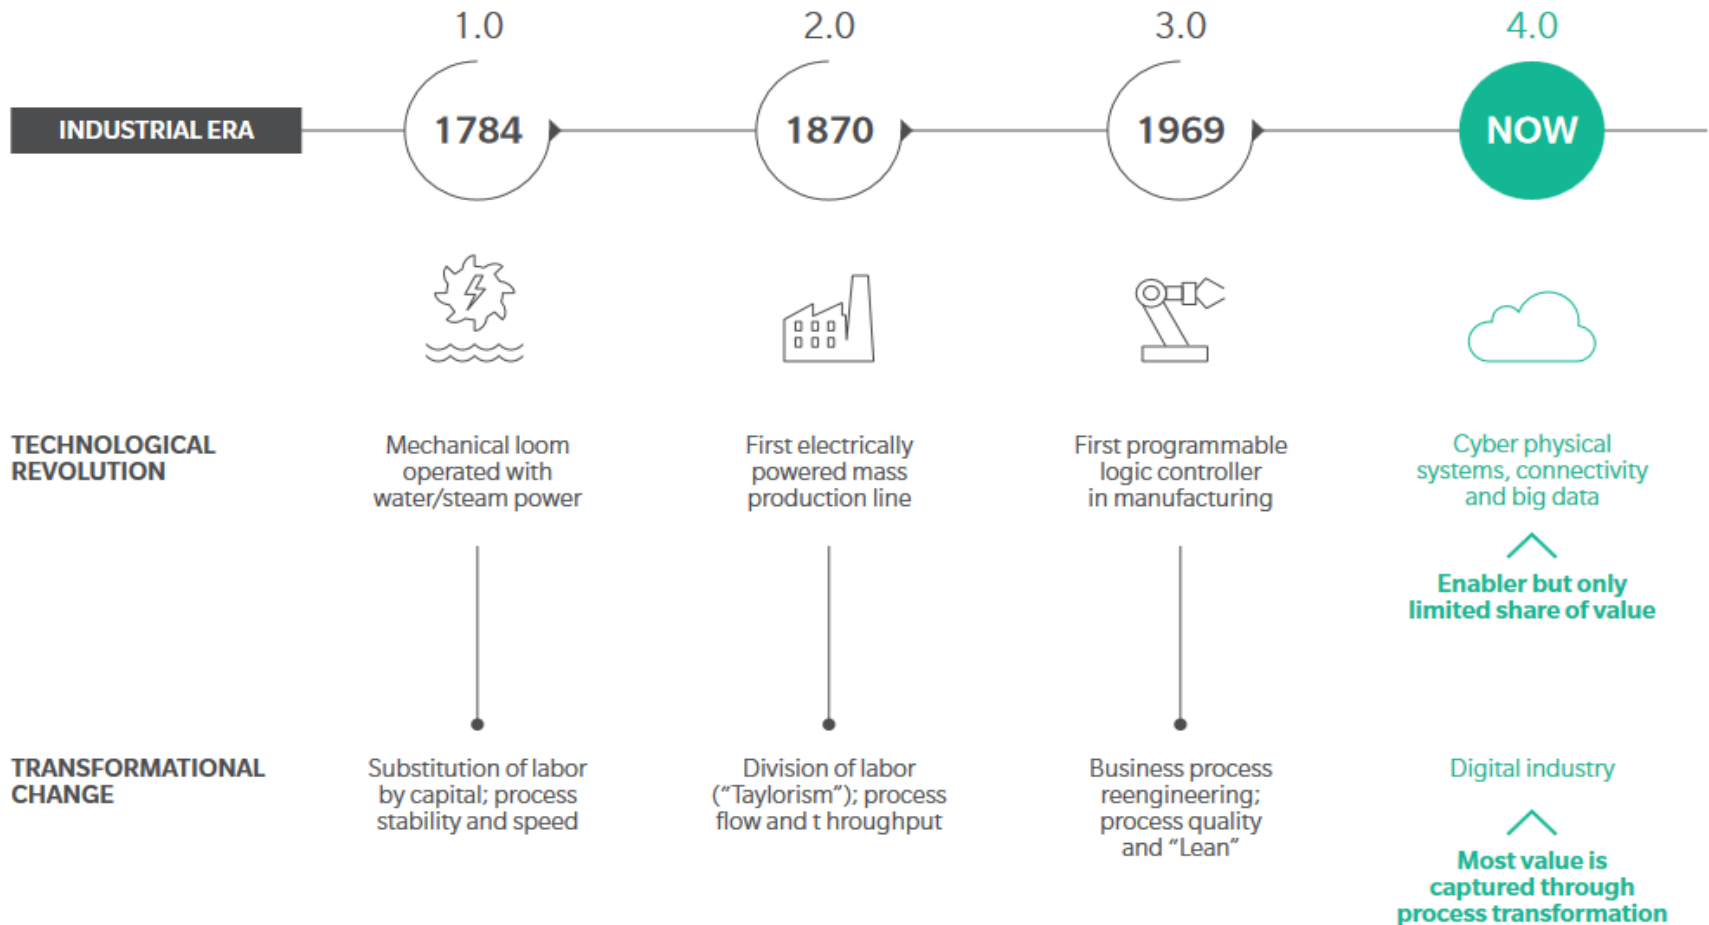 1.0
2.0
3.0
4.0
INDUSTRIAL ERA
1784
1870
1969
NOW
TECHNOLOGICAL
REVOLUTION
Mechanical loom
operated with
water/steam power
First electrically
powered mass
production line
First programmable
logic controller
in manufacturing
Cyber physical
systems, connectivity
and big data
Enabler but only
limited share of value
TRANSFORMATIONAL
CHANGE
Substitution of labor
by capital; process
stability and speed
Division of labor
(“Taylorism”); process
flow and t hroughput
Business process
reengineering;
process quality
and “Lean”
Digital industry
Most value is
captured through
process transformation